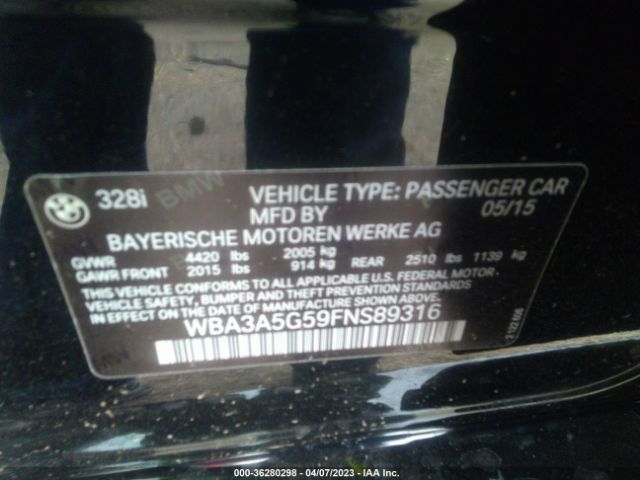 328i
VEHICLE TYPE: PASSENGER CAR
MFD BY 05/15
BAYERISCHE MOTOREN WERKE AG
GVWR 4420 lbs 2005 kg
GAWR FRONT 2015 lbs 914 kg REAR 2510 lbs 1139 kg
THIS VEHICLE CONFORMS TO ALL APPLICABLE U.S. FEDERAL MOTOR
VEHICLE SAFETY, BUMPER, AND THEFT PREVENTION STANDARDS
IN EFFECT ON THE DATE OF MANUFACTURE SHOWN ABOVE.
WBA3A5G59FNS89316
000-36280298 - 04/07/2023 - IAA Inc.